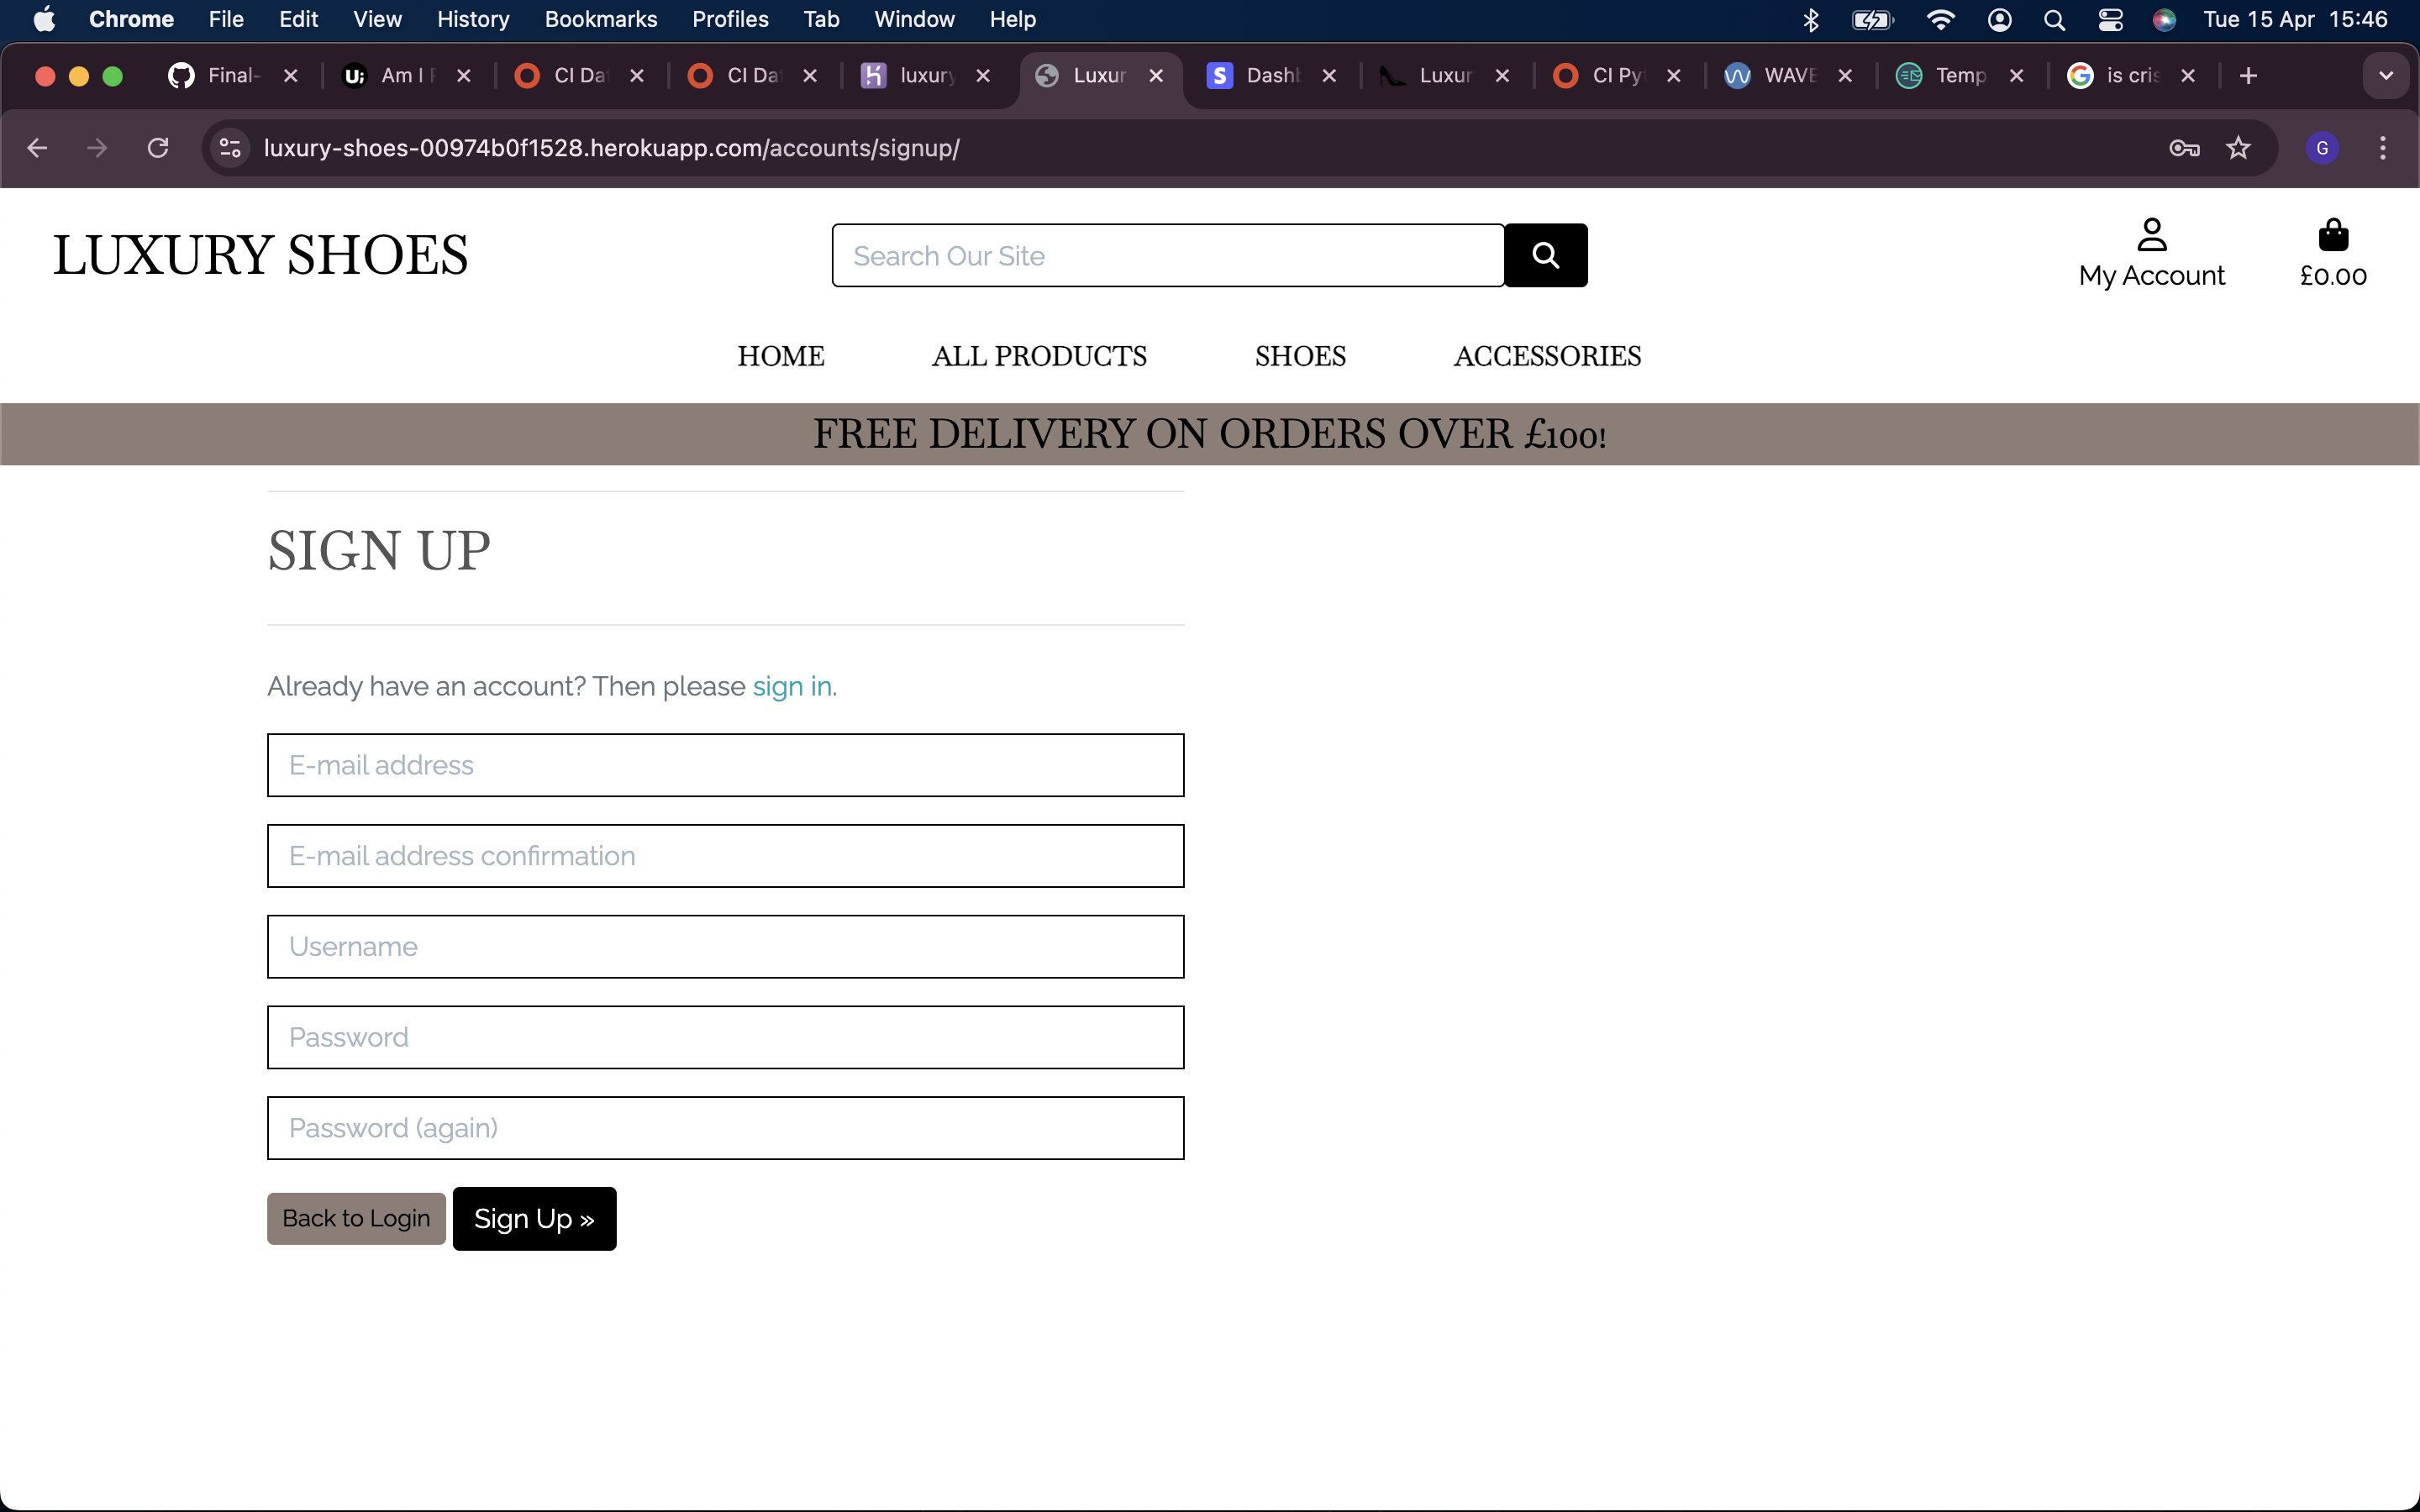 Chrome File Edit View History Bookmarks Profiles Tab Window Help Tue 15 Apr 15:46
Final- Am I CI Da CI Da luxury Luxur Dash Luxur CI Py WAVE Temp is cris
luxury-shoes-00974b0f1528.herokuapp.com/accounts/signup/ G
LUXURY SHOES
Search Our Site
My Account
£0.00
HOME ALL PRODUCTS SHOES ACCESSORIES
FREE DELIVERY ON ORDERS OVER £100!
SIGN UP
Already have an account? Then please sign in.
E-mail address
E-mail address confirmation
Username
Password
Password (again)
Back to Login Sign Up »